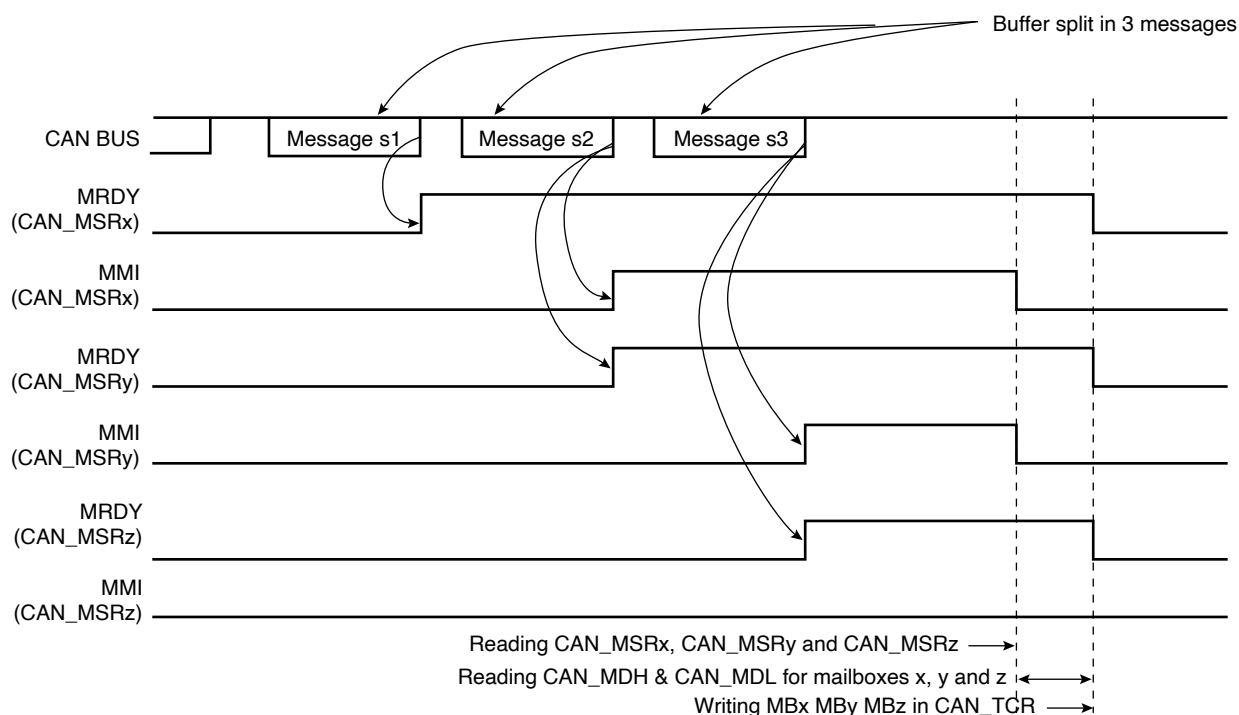 Buffer split in 3 messages
CAN BUS
Message s1
Message s2
Message s3
MRDY
(CAN_MSRx)
MMI
(CAN_MSRx)
MRDY
(CAN_MSRy)
MMI
(CAN_MSRy)
MRDY
(CAN_MSRz)
MMI
(CAN_MSRz)
Reading CAN_MSRx, CAN_MSRy and CAN_MSRz
Reading CAN_MDH & CAN_MDL for mailboxes x, y and z
Writing MBx MBy MBz in CAN_TCR